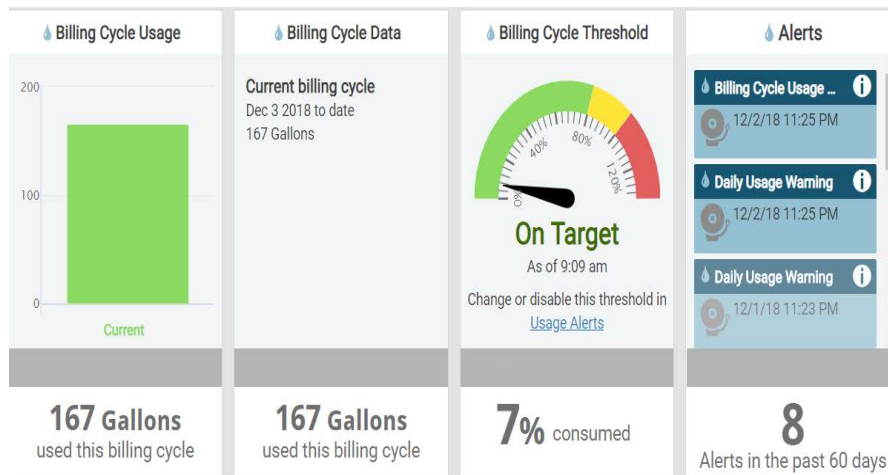 Billing Cycle Usage
200
100
0
Current
167 Gallons
used this billing cycle
Billing Cycle Data
Current billing cycle
Dec 3 2018 to date
167 Gallons
167 Gallons
used this billing cycle
Billing Cycle Threshold
0%
40%
80%
120%
On Target
As of 9:09 am
Change or disable this threshold in
Usage Alerts
7% consumed
Alerts
Billing Cycle Usage ...
12/2/18 11:25 PM
Daily Usage Warning
12/2/18 11:25 PM
Daily Usage Warning
12/1/18 11:23 PM
8
Alerts in the past 60 days